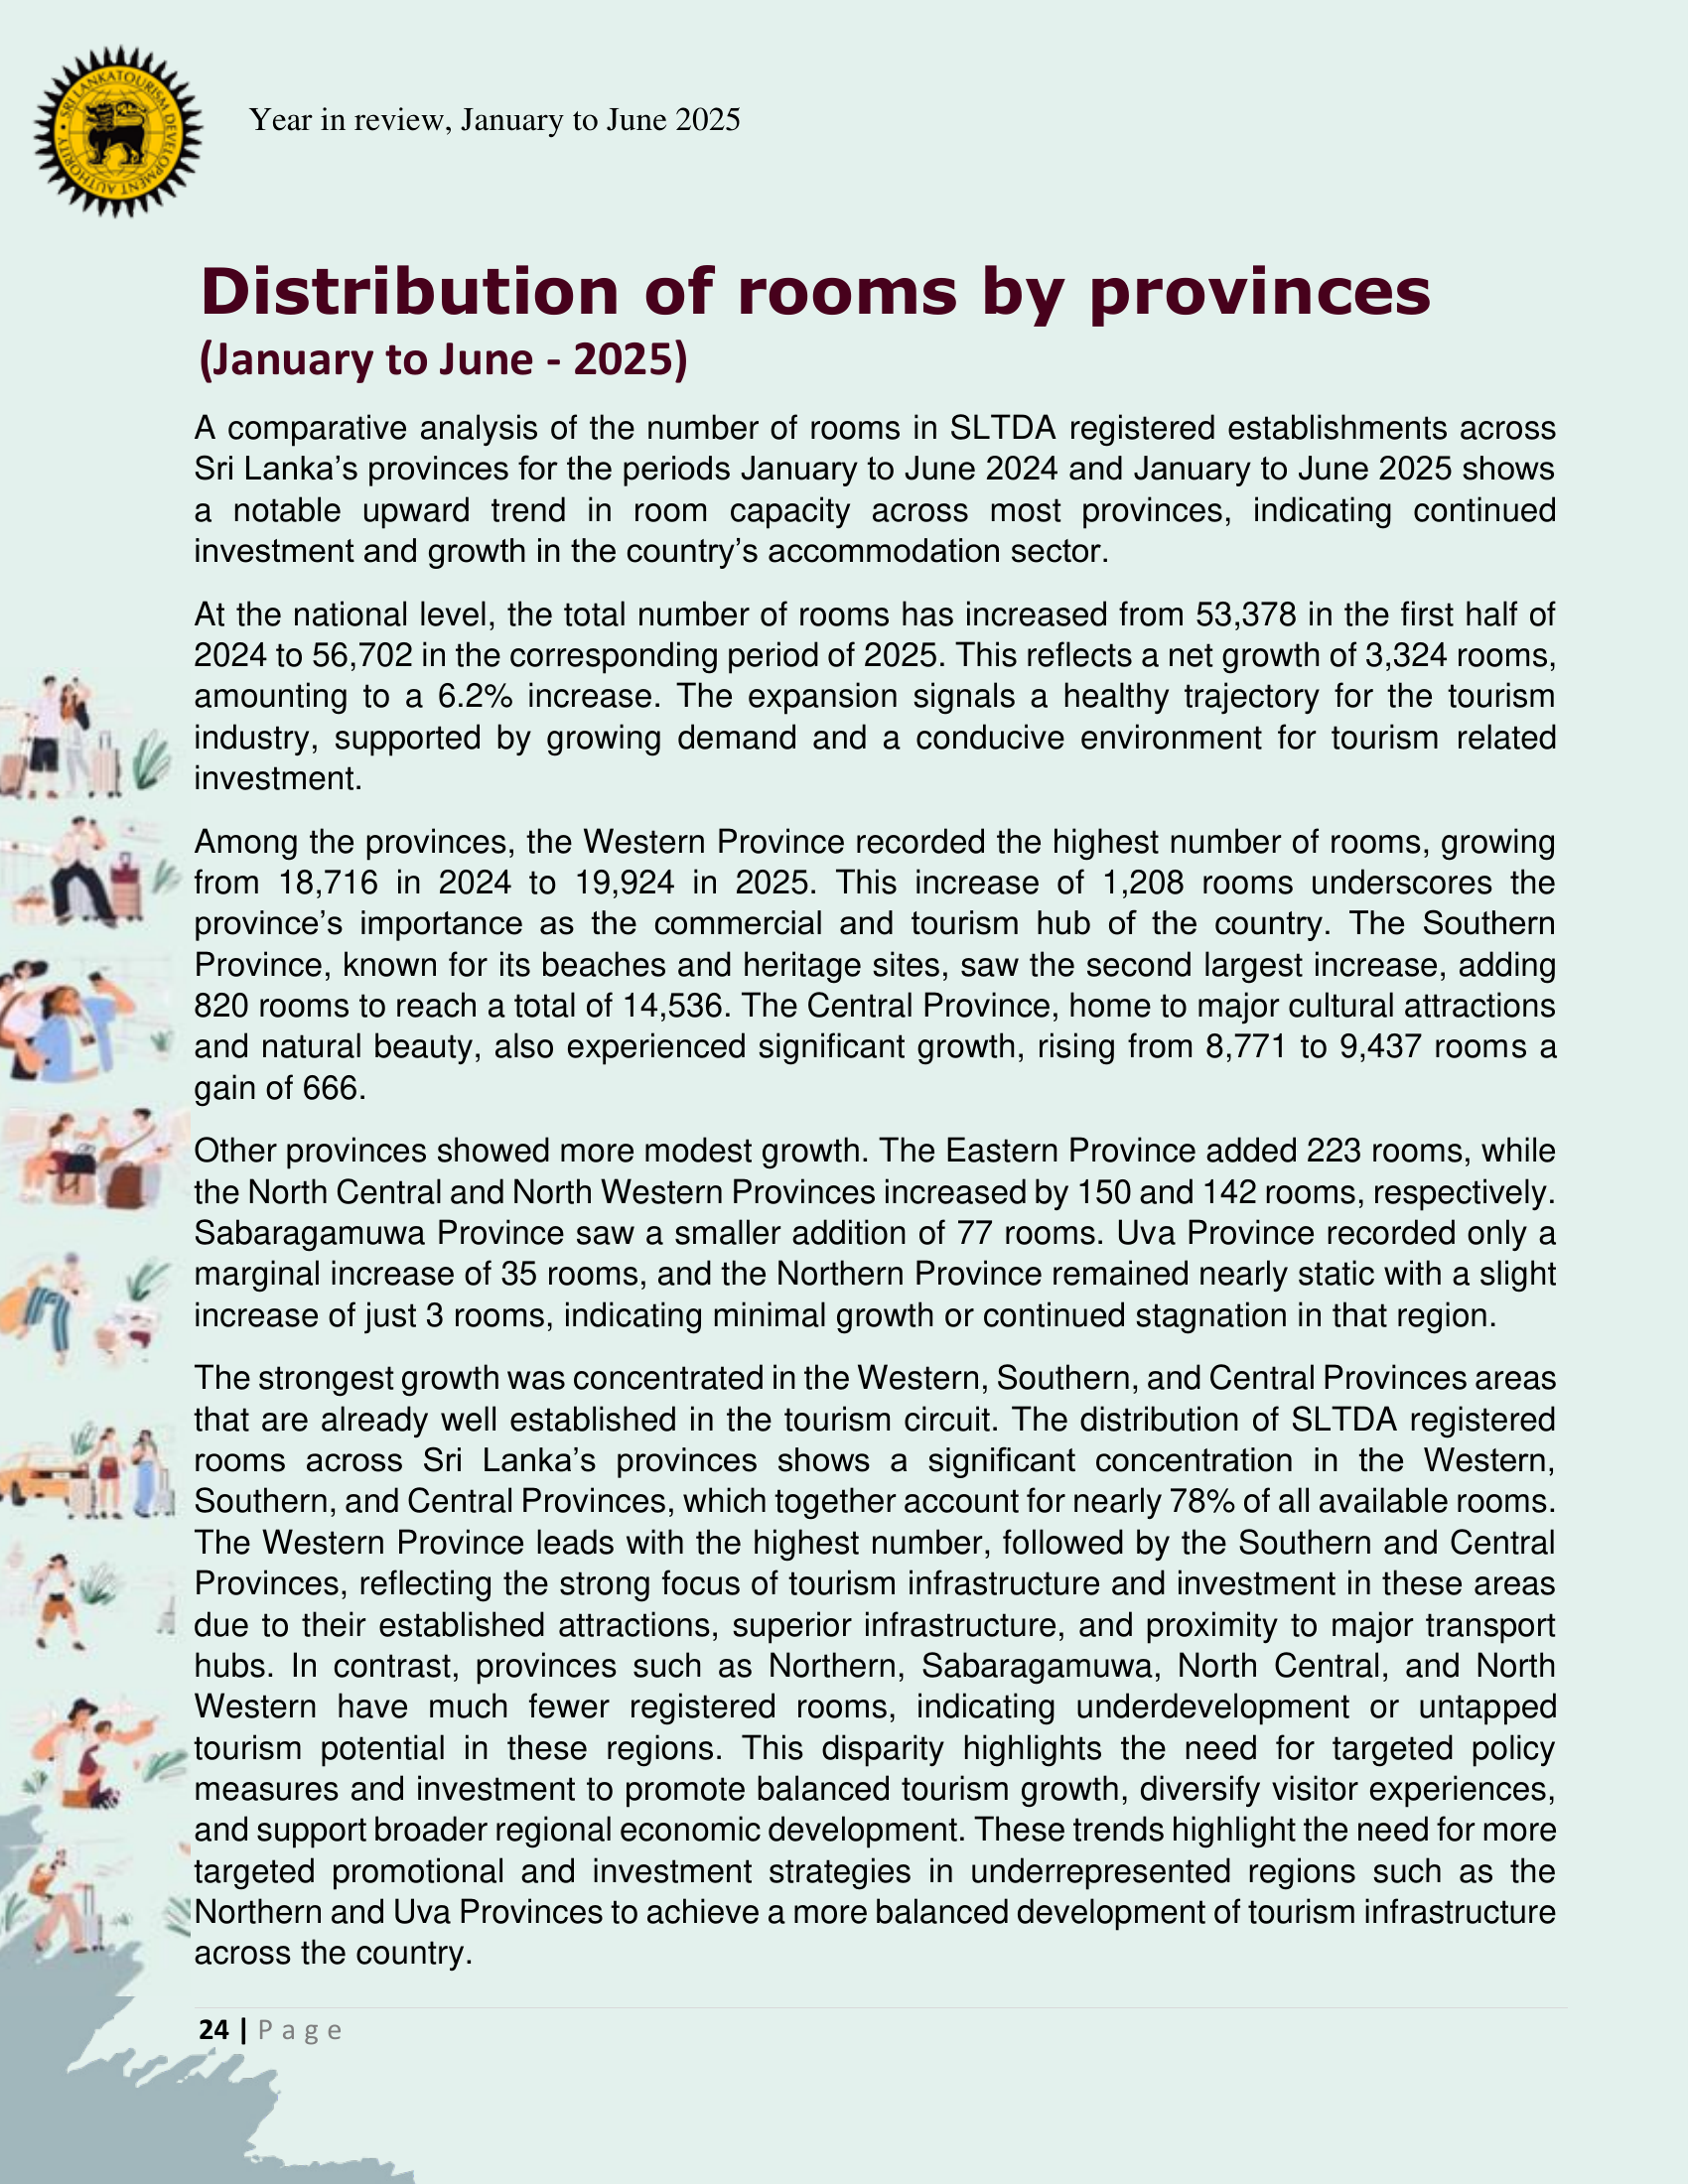 SRI LANKA TOURISM DEVELOPMENT AUTHORITY
Year in review, January to June 2025
Distribution of rooms by provinces
(January to June - 2025)
A comparative analysis of the number of rooms in SLTDA registered establishments across
Sri Lanka’s provinces for the periods January to June 2024 and January to June 2025 shows
a notable upward trend in room capacity across most provinces, indicating continued
investment and growth in the country’s accommodation sector.
At the national level, the total number of rooms has increased from 53,378 in the first half of
2024 to 56,702 in the corresponding period of 2025. This reflects a net growth of 3,324 rooms,
amounting to a 6.2% increase. The expansion signals a healthy trajectory for the tourism
industry, supported by growing demand and a conducive environment for tourism related
investment.
Among the provinces, the Western Province recorded the highest number of rooms, growing
from 18,716 in 2024 to 19,924 in 2025. This increase of 1,208 rooms underscores the
province’s importance as the commercial and tourism hub of the country. The Southern
Province, known for its beaches and heritage sites, saw the second largest increase, adding
820 rooms to reach a total of 14,536. The Central Province, home to major cultural attractions
and natural beauty, also experienced significant growth, rising from 8,771 to 9,437 rooms a
gain of 666.
Other provinces showed more modest growth. The Eastern Province added 223 rooms, while
the North Central and North Western Provinces increased by 150 and 142 rooms, respectively.
Sabaragamuwa Province saw a smaller addition of 77 rooms. Uva Province recorded only a
marginal increase of 35 rooms, and the Northern Province remained nearly static with a slight
increase of just 3 rooms, indicating minimal growth or continued stagnation in that region.
The strongest growth was concentrated in the Western, Southern, and Central Provinces areas
that are already well established in the tourism circuit. The distribution of SLTDA registered
rooms across Sri Lanka’s provinces shows a significant concentration in the Western,
Southern, and Central Provinces, which together account for nearly 78% of all available rooms.
The Western Province leads with the highest number, followed by the Southern and Central
Provinces, reflecting the strong focus of tourism infrastructure and investment in these areas
due to their established attractions, superior infrastructure, and proximity to major transport
hubs. In contrast, provinces such as Northern, Sabaragamuwa, North Central, and North
Western have much fewer registered rooms, indicating underdevelopment or untapped
tourism potential in these regions. This disparity highlights the need for targeted policy
measures and investment to promote balanced tourism growth, diversify visitor experiences,
and support broader regional economic development. These trends highlight the need for more
targeted promotional and investment strategies in underrepresented regions such as the
Northern and Uva Provinces to achieve a more balanced development of tourism infrastructure
across the country.
24 | Page